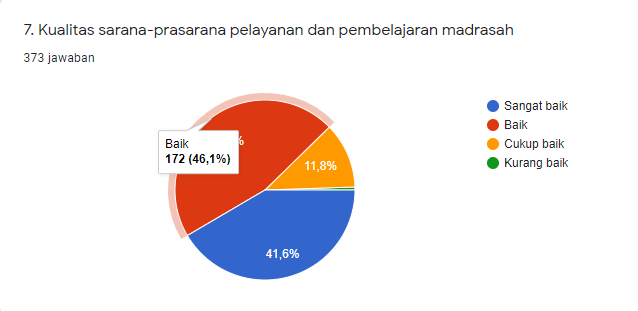 7. Kualitas sarana-prasarana pelayanan dan pembelajaran madrasah
373 jawaban
Sangat baik
Baik
Cukup baik
Kurang baik
Baik
172 (46,1%)
%
11,8%
41,6%